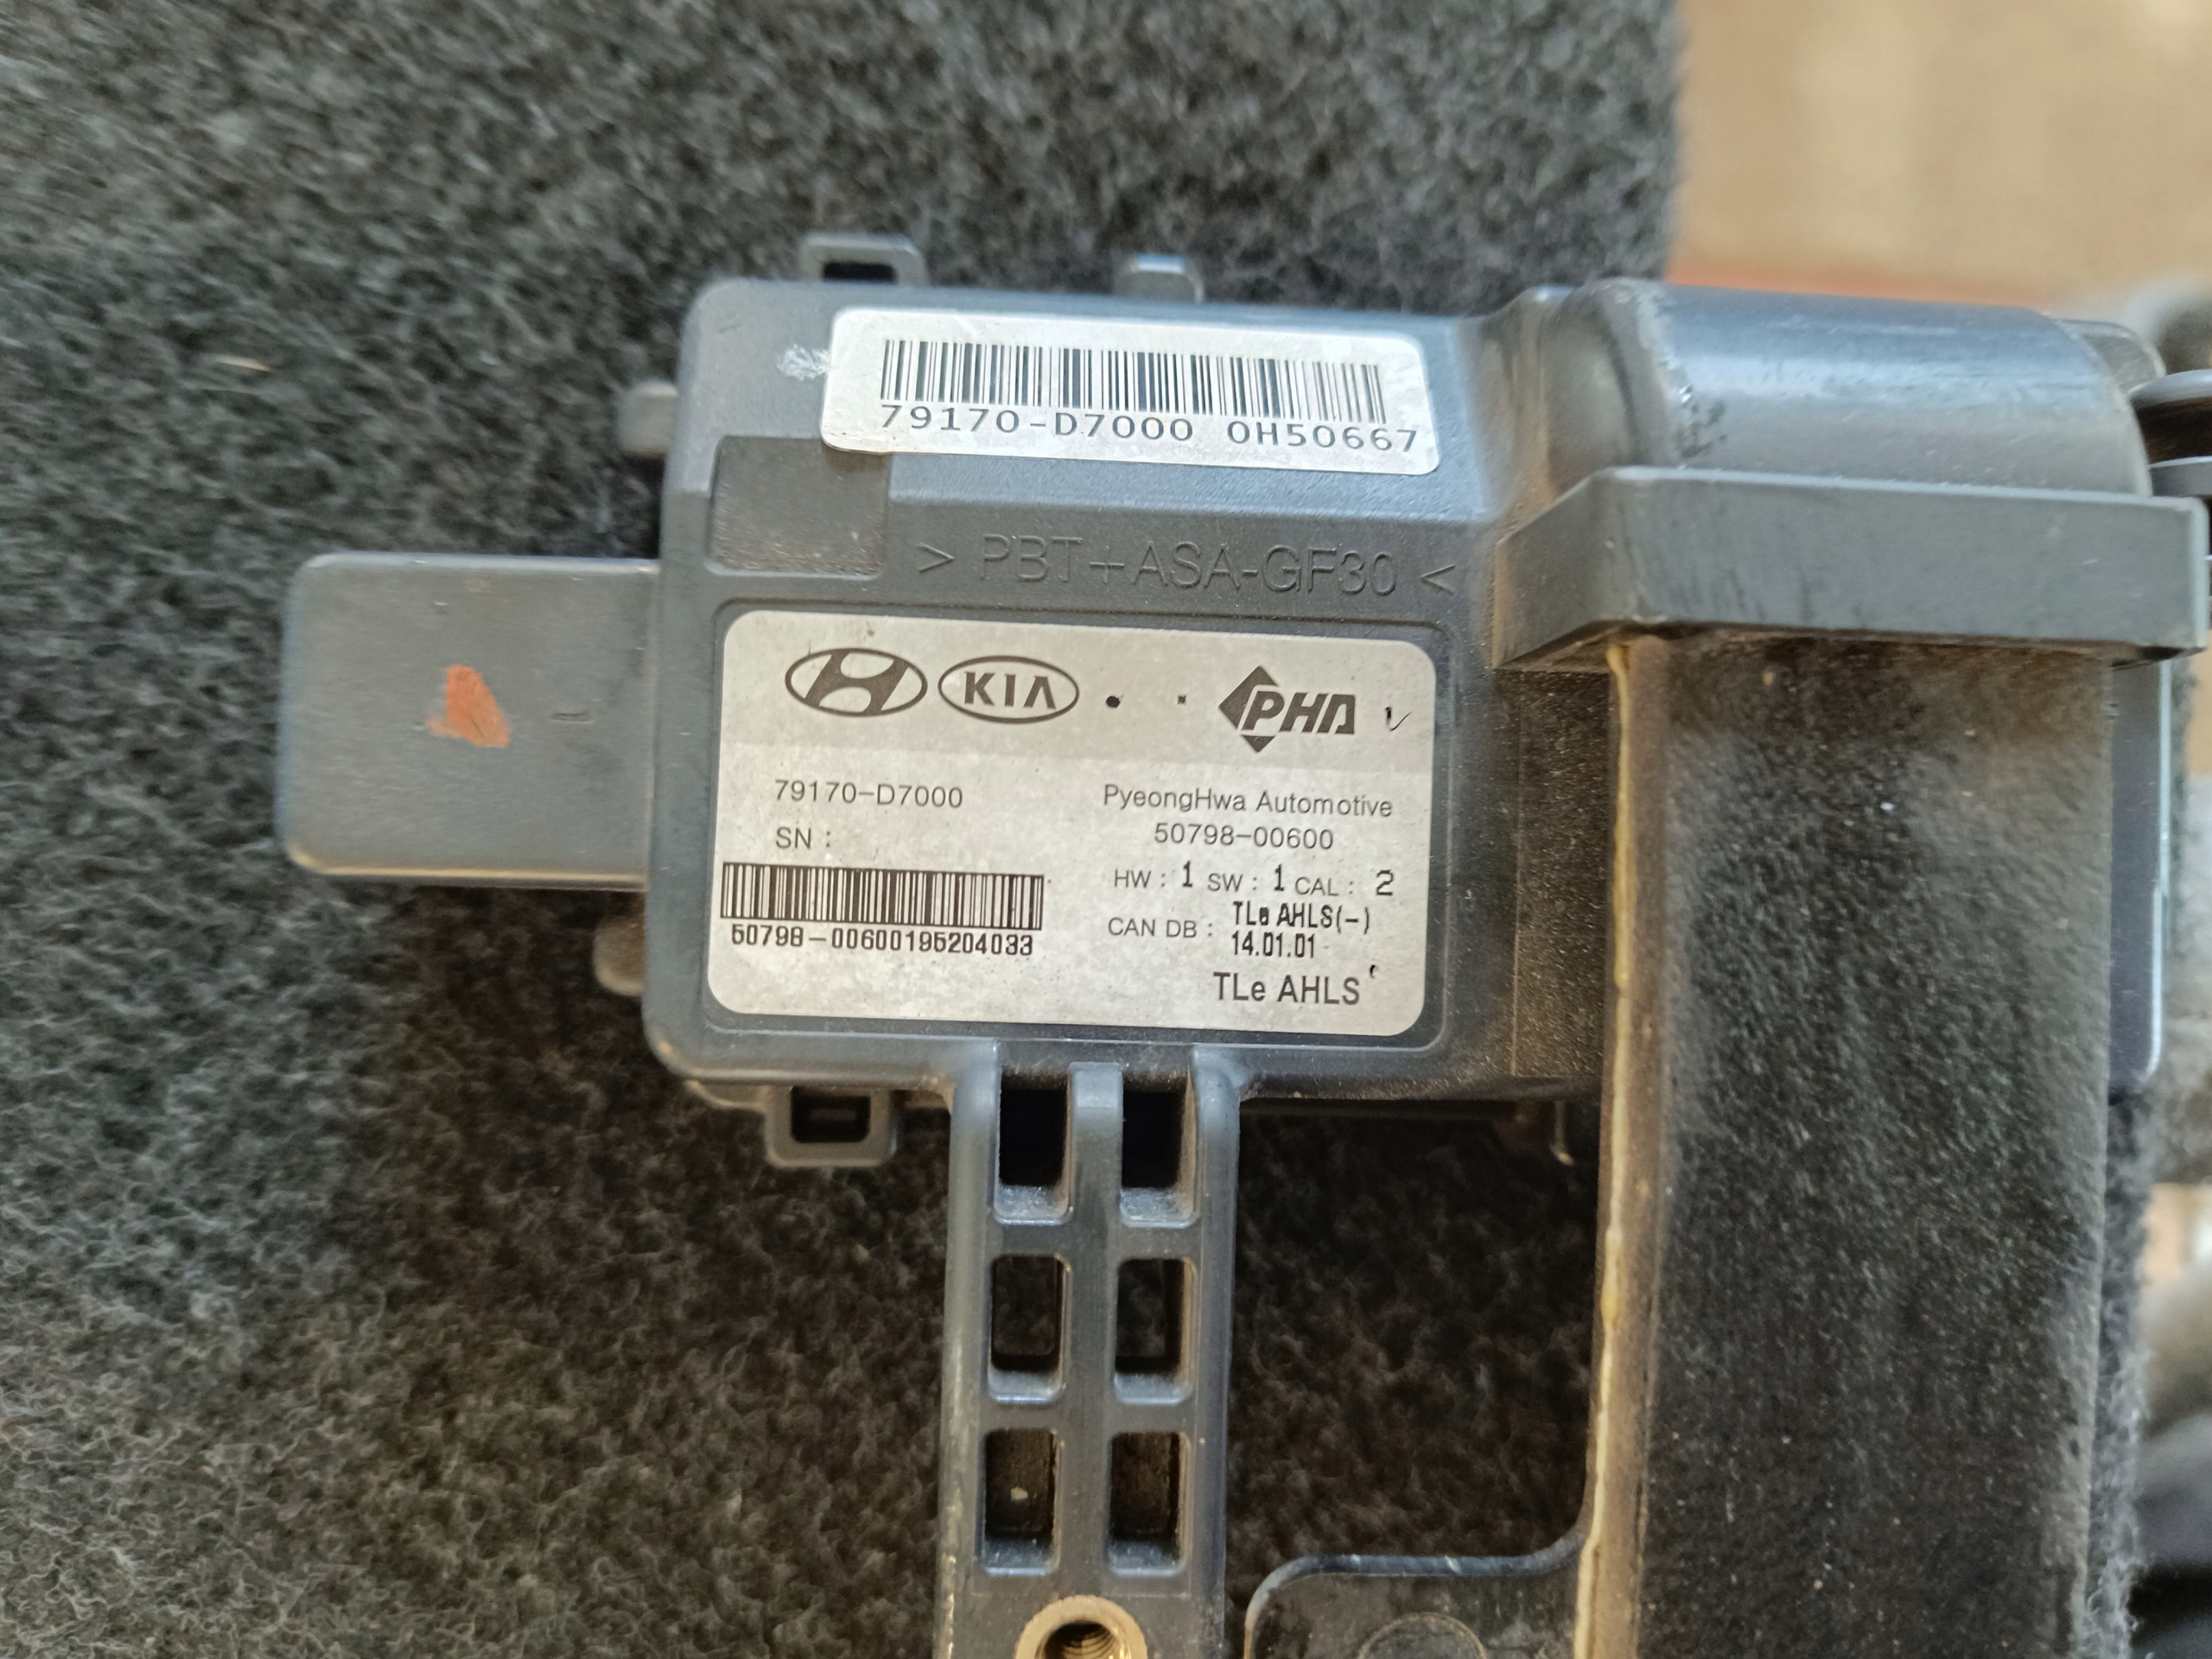 79170-D7000 0H50667
> PBT+ASA-GF30 <
KIA PHA
79170-D7000
SN :
50798-00600195204033
PyeongHwa Automotive
50798-00600
HW : 1 SW : 1 CAL : 2
CAN DB : TLe AHLS(-)
14.01.01
TLe AHLS